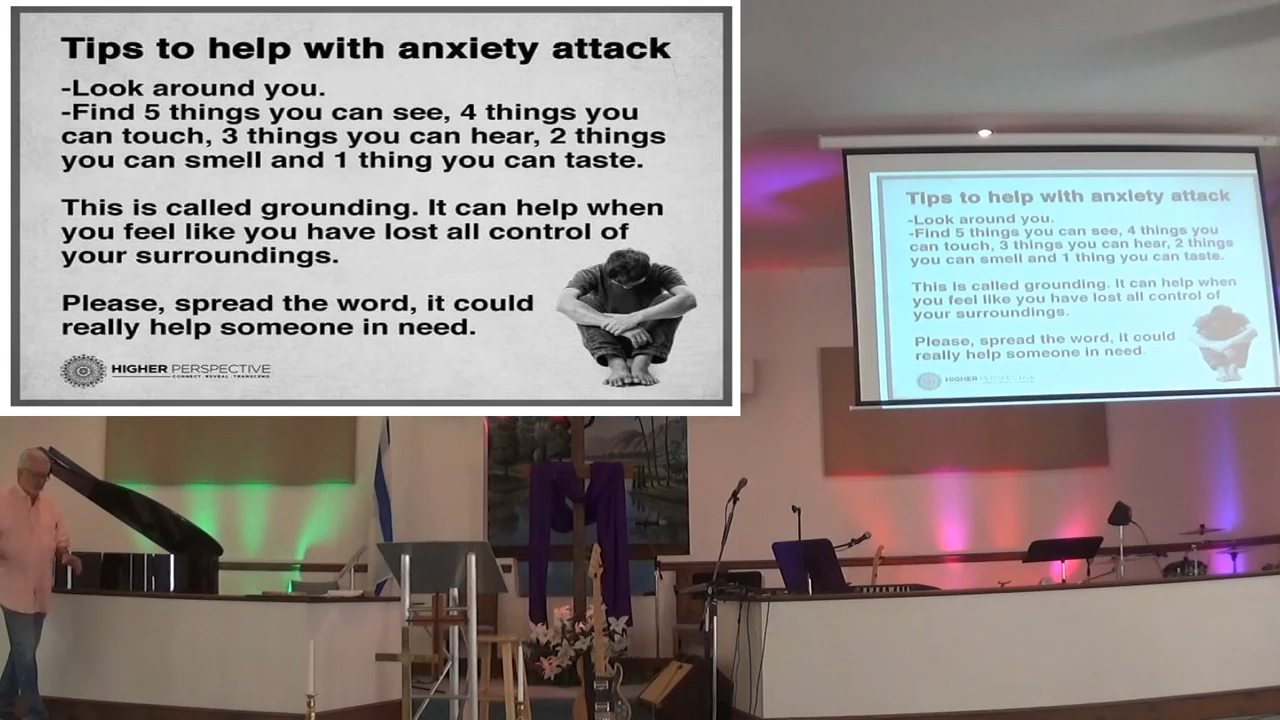 Tips to help with anxiety attack
-Look around you.
-Find 5 things you can see, 4 things you
can touch, 3 things you can hear, 2 things
you can smell and 1 thing you can taste.
This is called grounding. It can help when
you feel like you have lost all control of
your surroundings.
Please, spread the word, it could
really help someone in need.
HIGHER PERSPECTIVE
CONNECT · REVEAL · TRANSCEND
Tips to help with anxiety attack
-Look around you.
-Find 5 things you can see, 4 things you
can touch, 3 things you can hear, 2 things
you can smell and 1 thing you can taste.
This is called grounding. It can help when
you feel like you have lost all control of
your surroundings.
Please, spread the word, it could
really help someone in need.
HIGHER PERSPECTIVE